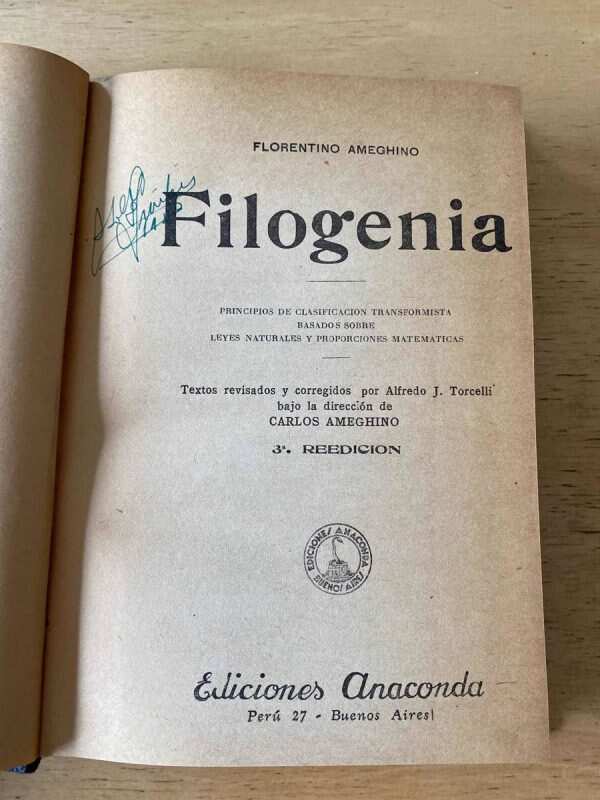 FLORENTINO AMEGHINO
Filogenia
PRINCIPIOS DE CLASIFICACION TRANSFORMISTA
BASADOS SOBRE
LEYES NATURALES Y PROPORCIONES MATEMATICAS
Textos revisados y corregidos por Alfredo J. Torcelli
bajo la dirección de
CARLOS AMEGHINO
3ª. REEDICION
EDICIONES ANACONDA
BUENOS AIRES
Ediciones Anaconda
Perú 27 - Buenos Aires